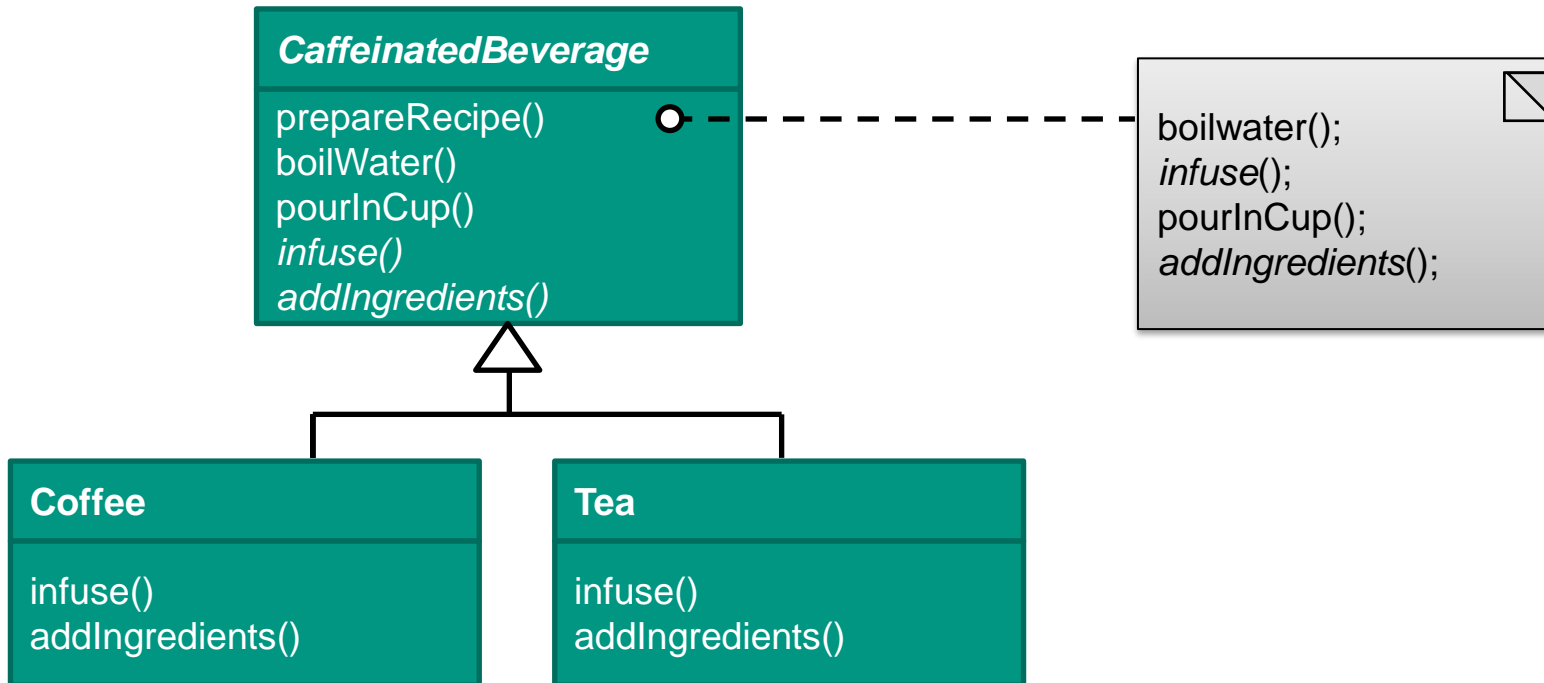 CaffeinatedBeverage
prepareRecipe()
boilWater()
pourInCup()
infuse()
addIngredients()
boilwater();
infuse();
pourInCup();
addIngredients();
Coffee
infuse()
addIngredients()
Tea
infuse()
addIngredients()